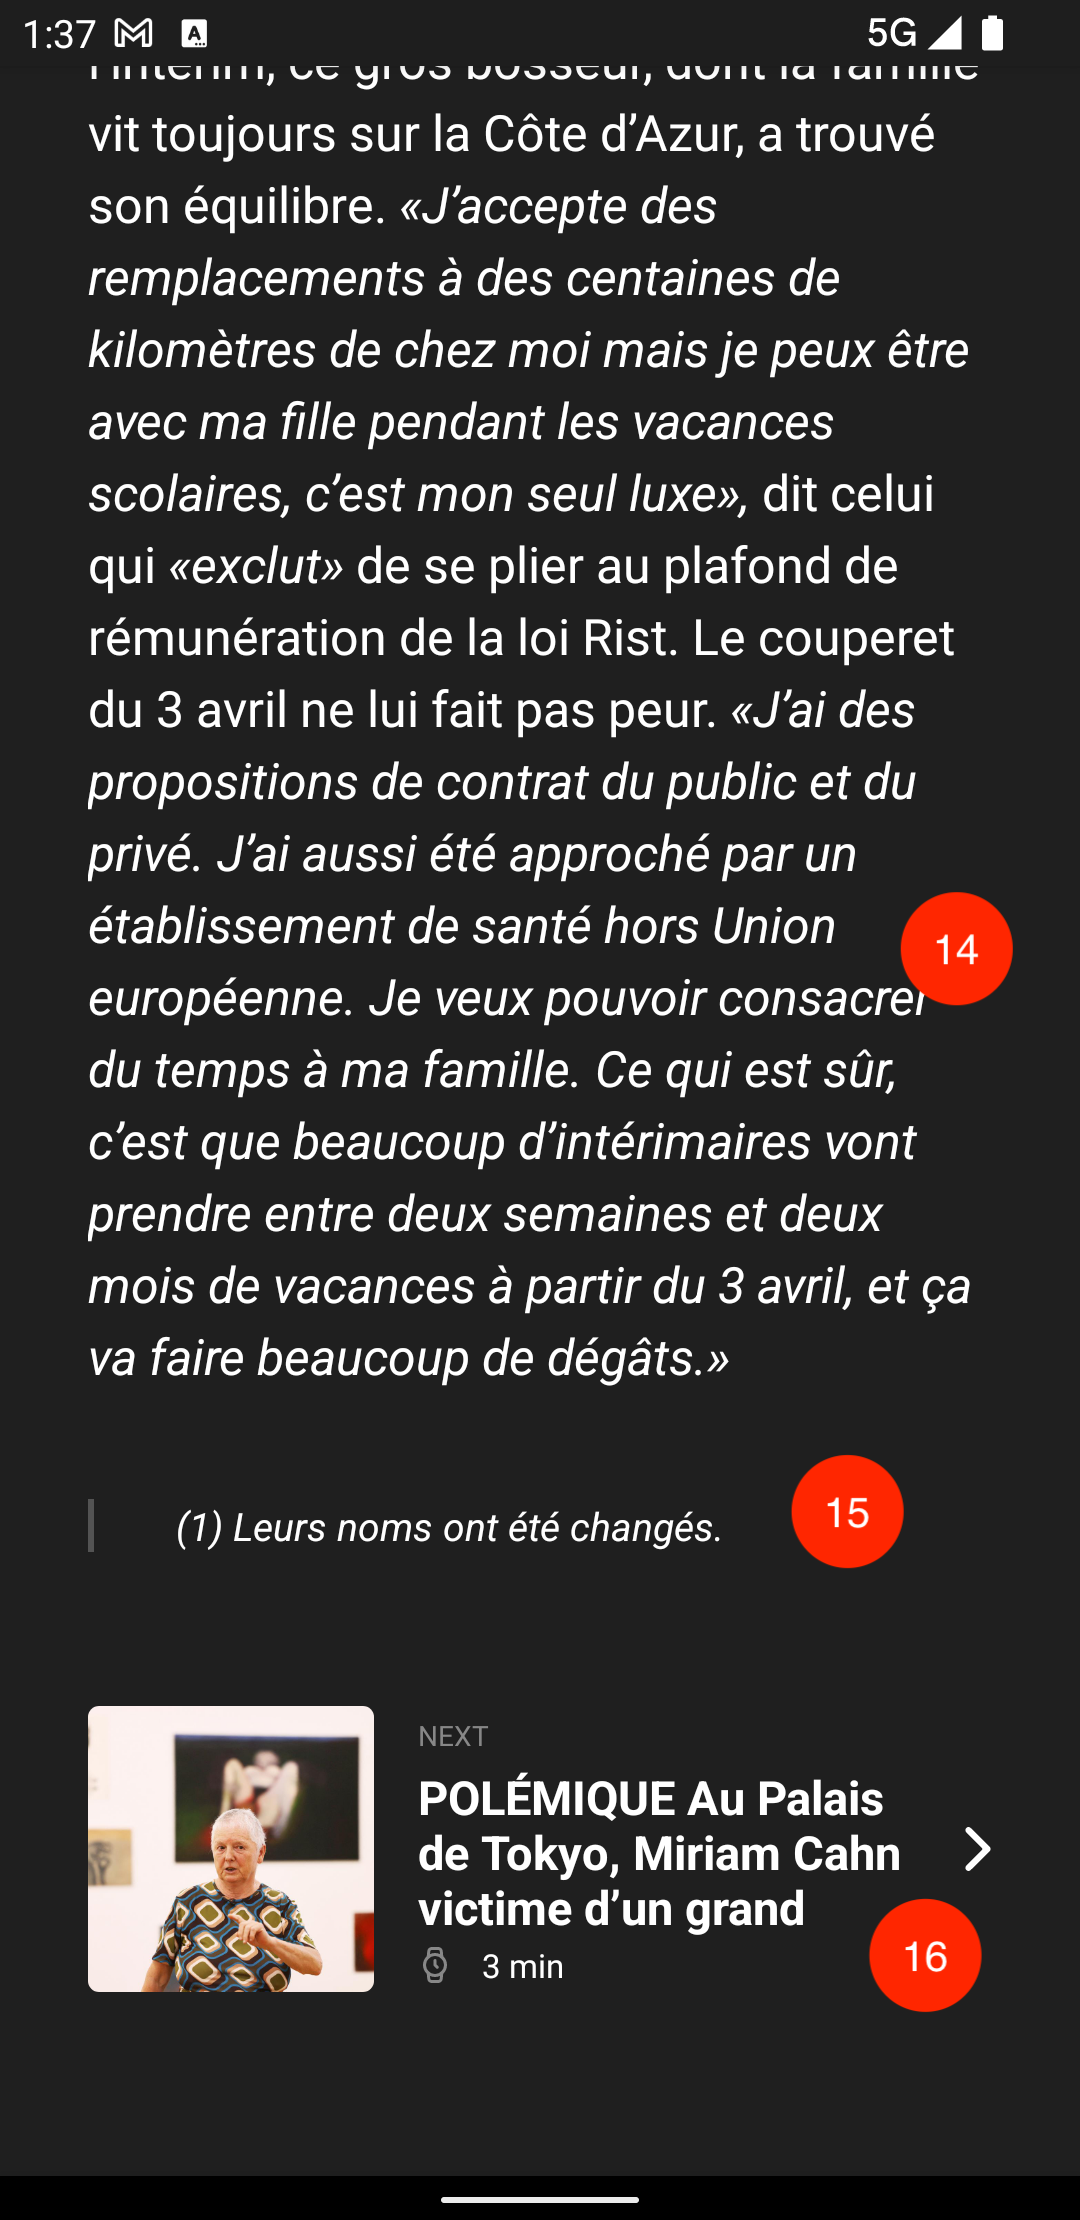 1:37
5G
l'intérim, ce gros bosseur, dont la famille
vit toujours sur la Côte d’Azur, a trouvé
son équilibre. «J’accepte des
remplacements à des centaines de
kilomètres de chez moi mais je peux être
avec ma fille pendant les vacances
scolaires, c’est mon seul luxe», dit celui
qui «exclut» de se plier au plafond de
rémunération de la loi Rist. Le couperet
du 3 avril ne lui fait pas peur. «J’ai des
propositions de contrat du public et du
privé. J’ai aussi été approché par un
établissement de santé hors Union
14
européenne. Je veux pouvoir consacrer
du temps à ma famille. Ce qui est sûr,
c’est que beaucoup d’intérimaires vont
prendre entre deux semaines et deux
mois de vacances à partir du 3 avril, et ça
va faire beaucoup de dégâts.»
(1) Leurs noms ont été changés.
15
NEXT
POLÉMIQUE Au Palais
de Tokyo, Miriam Cahn
victime d’un grand
16
3 min